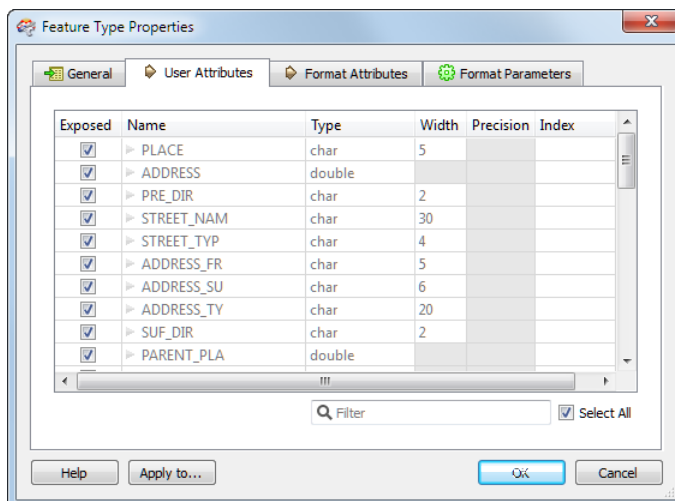 Feature Type Properties
General User Attributes Format Attributes Format Parameters
Exposed Name Type Width Precision Index
PLACE char 5
ADDRESS double
PRE_DIR char 2
STREET_NAM char 30
STREET_TYP char 4
ADDRESS_FR char 5
ADDRESS_SU char 6
ADDRESS_TY char 20
SUF_DIR char 2
PARENT_PLA double
Filter Select All
Help Apply to... OK Cancel